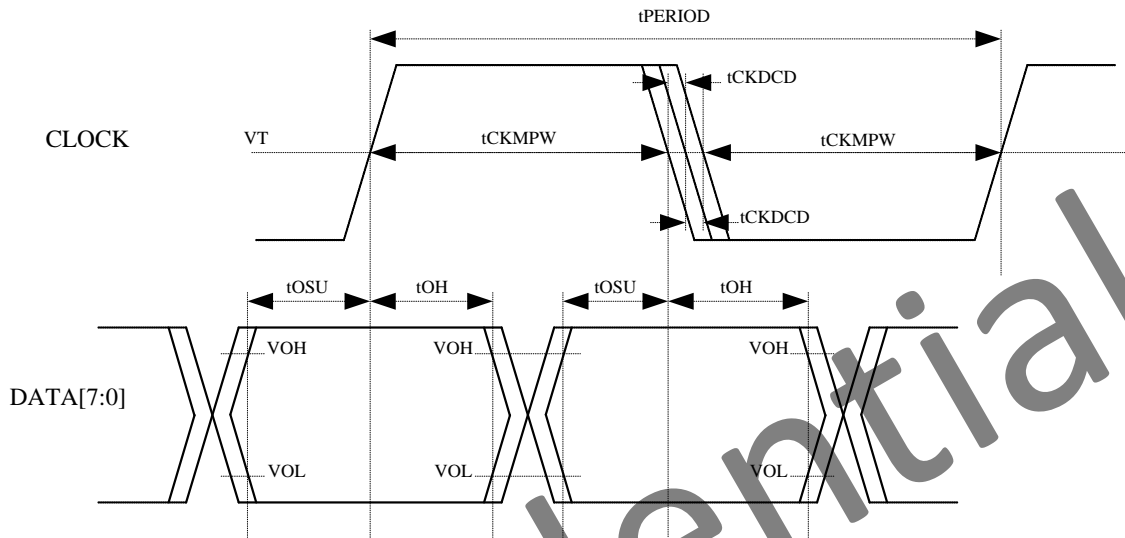 tPERIOD
tCKDCD
CLOCK VT tCKMPW tCKMPW
tCKDCD
tOSU tOH tOSU tOH
VOH VOH VOH
DATA[7:0]
VOL VOL VOL
ential